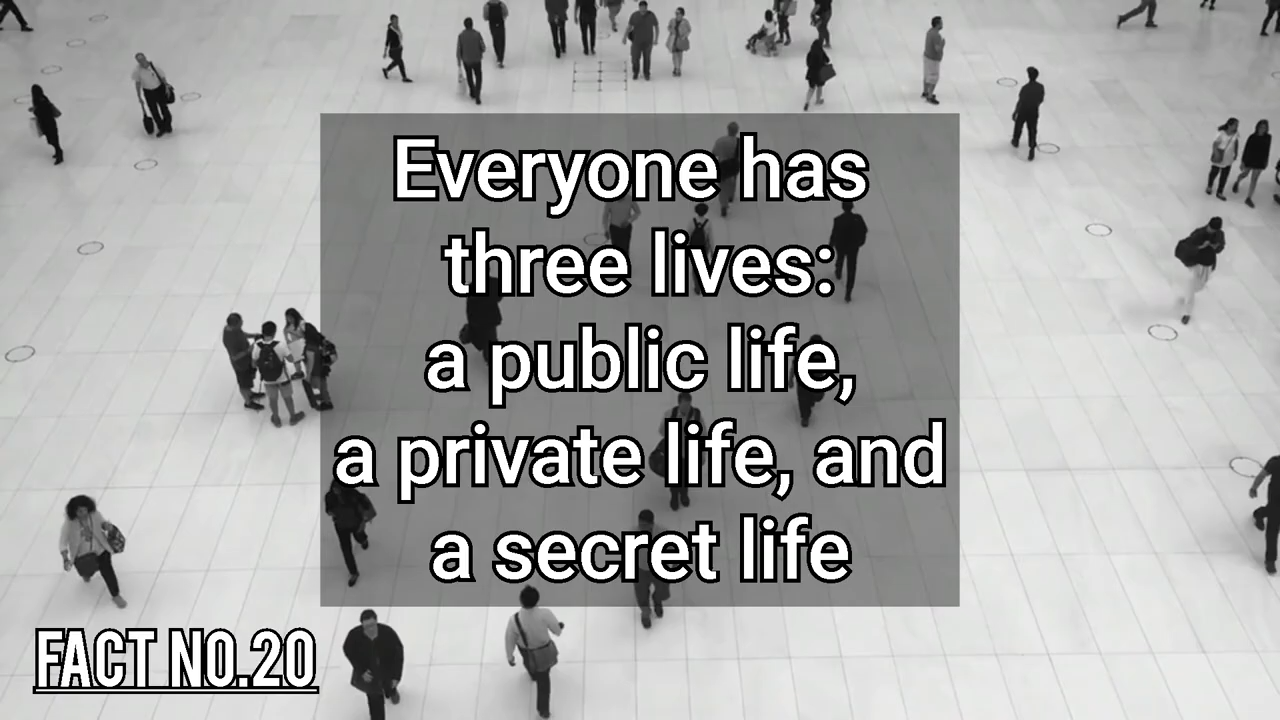 Everyone has
three lives:
a public life,
a private life, and
a secret life
FACT NO.20